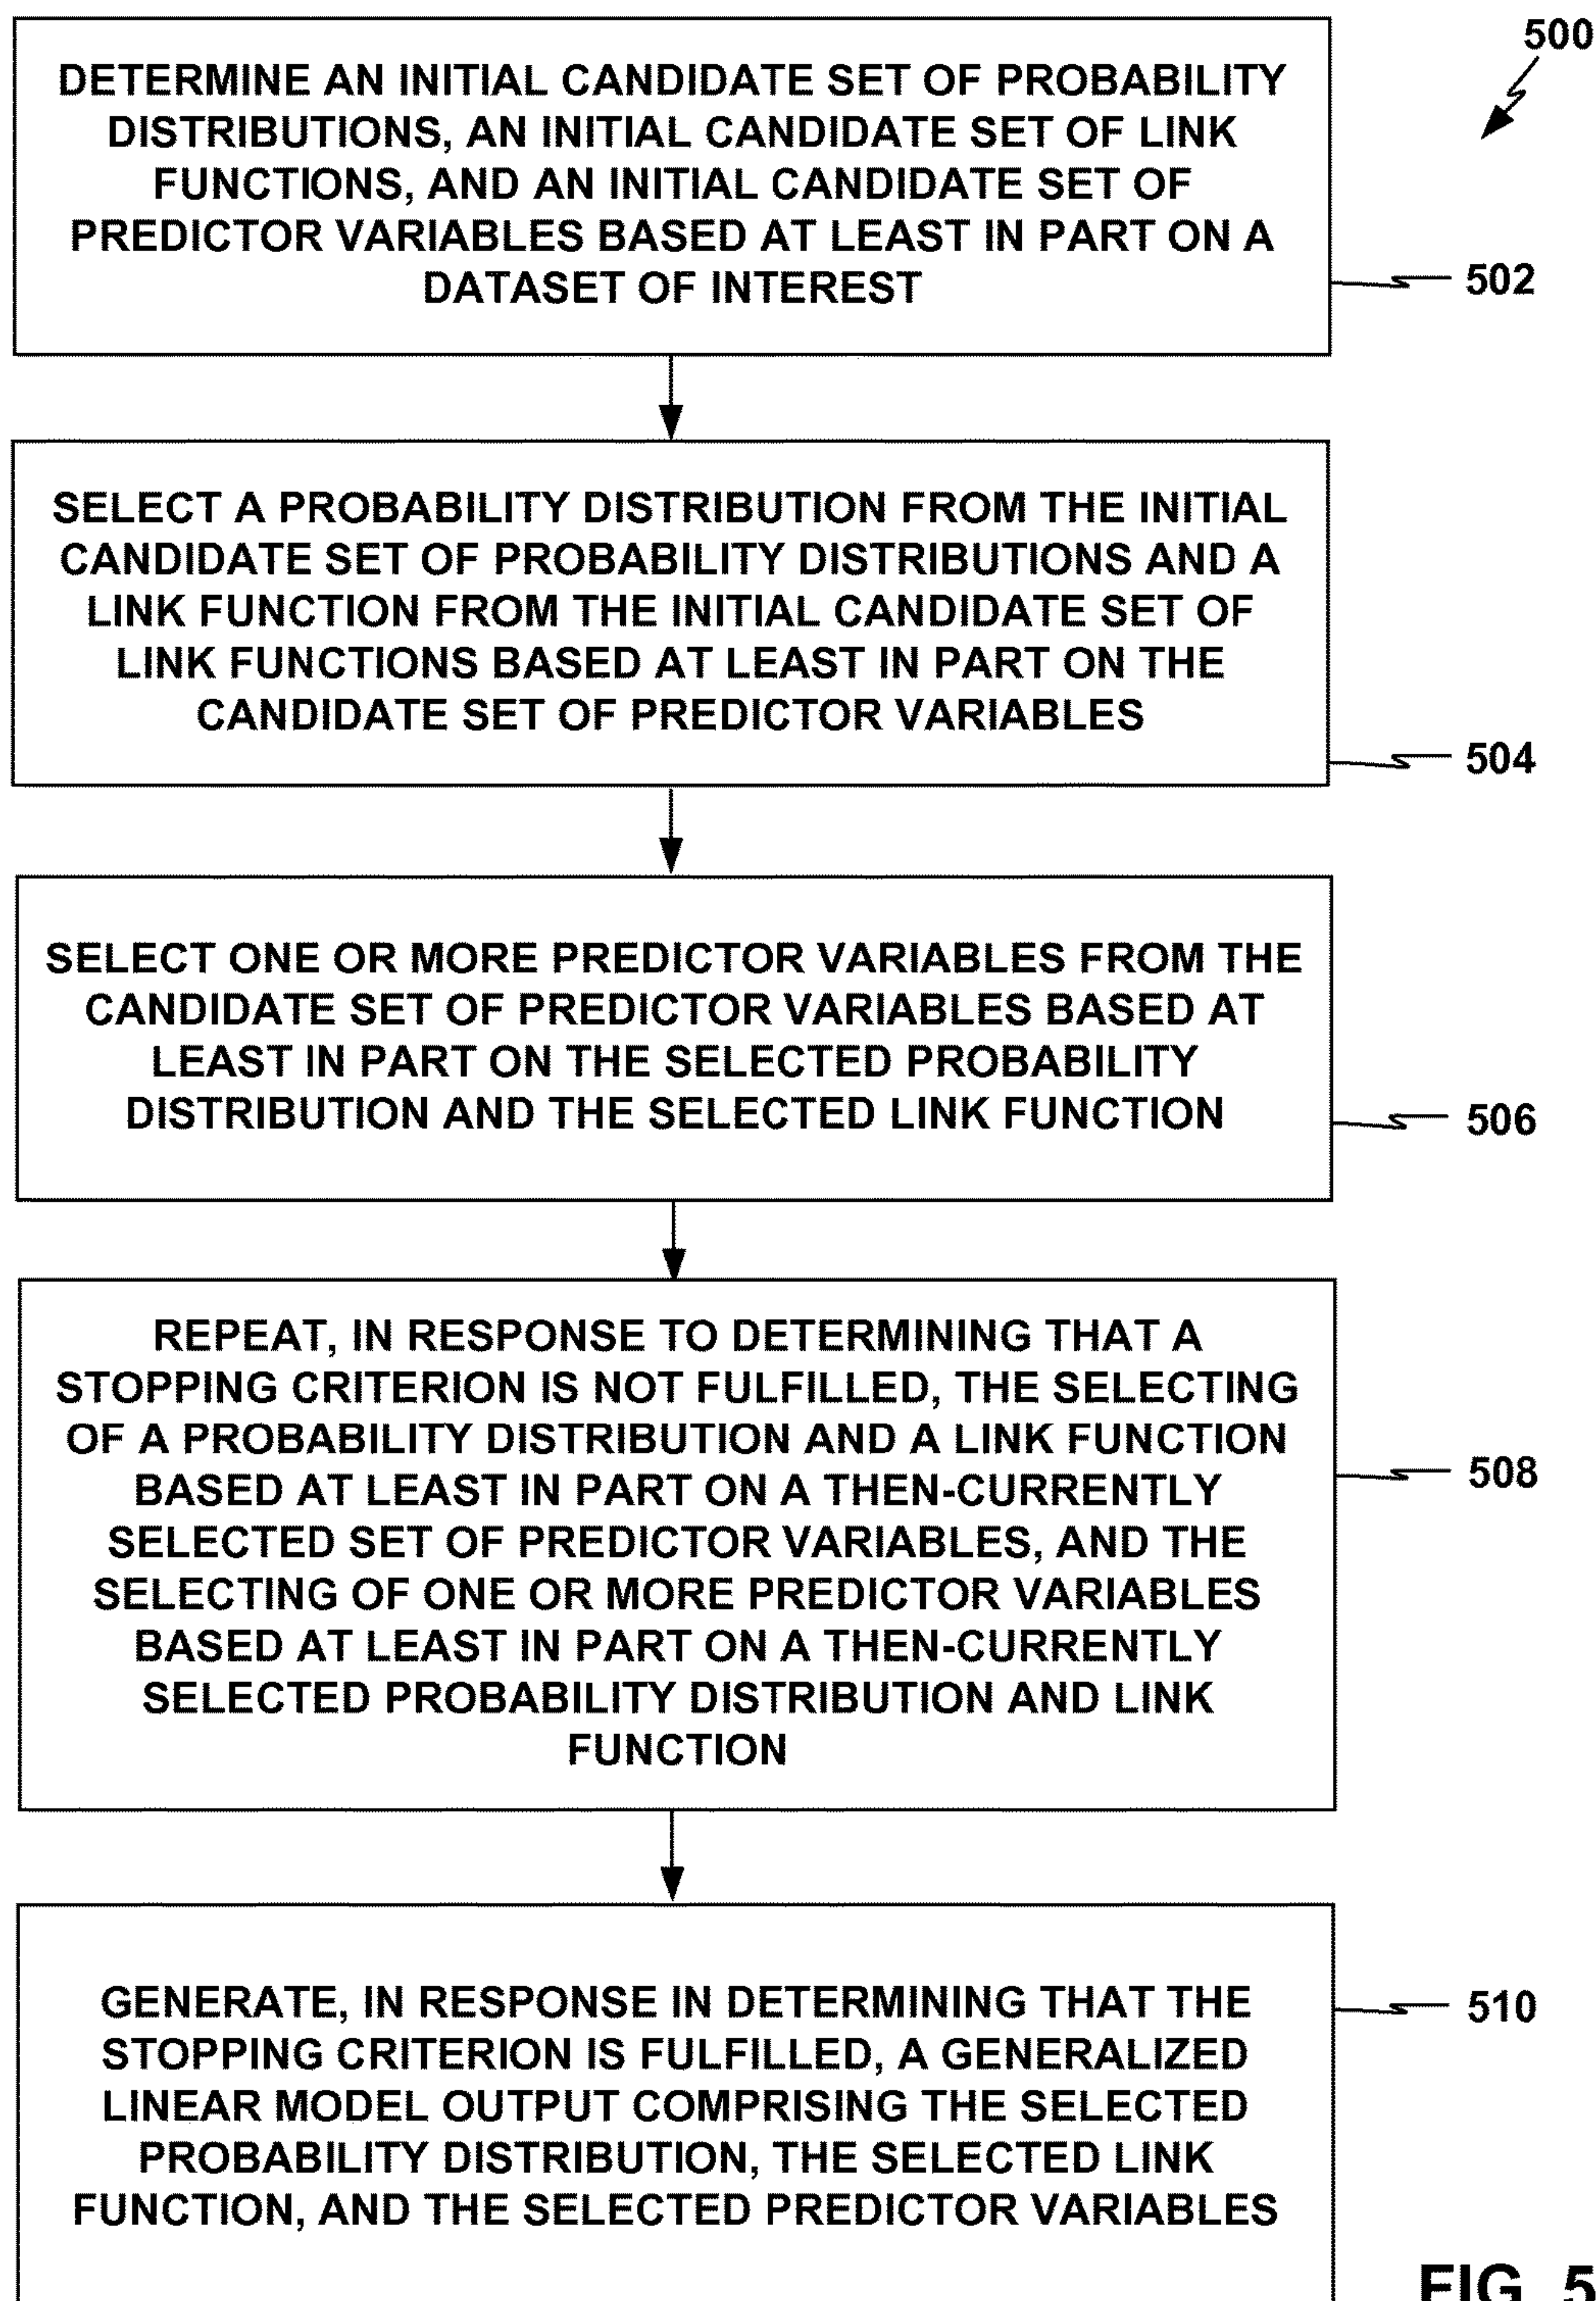 500
DETERMINE AN INITIAL CANDIDATE SET OF PROBABILITY
DISTRIBUTIONS, AN INITIAL CANDIDATE SET OF LINK
FUNCTIONS, AND AN INITIAL CANDIDATE SET OF
PREDICTOR VARIABLES BASED AT LEAST IN PART ON A
DATASET OF INTEREST
502
SELECT A PROBABILITY DISTRIBUTION FROM THE INITIAL
CANDIDATE SET OF PROBABILITY DISTRIBUTIONS AND A
LINK FUNCTION FROM THE INITIAL CANDIDATE SET OF
LINK FUNCTIONS BASED AT LEAST IN PART ON THE
CANDIDATE SET OF PREDICTOR VARIABLES
504
SELECT ONE OR MORE PREDICTOR VARIABLES FROM THE
CANDIDATE SET OF PREDICTOR VARIABLES BASED AT
LEAST IN PART ON THE SELECTED PROBABILITY
DISTRIBUTION AND THE SELECTED LINK FUNCTION
506
REPEAT, IN RESPONSE TO DETERMINING THAT A
STOPPING CRITERION IS NOT FULFILLED, THE SELECTING
OF A PROBABILITY DISTRIBUTION AND A LINK FUNCTION
BASED AT LEAST IN PART ON A THEN-CURRENTLY
SELECTED SET OF PREDICTOR VARIABLES, AND THE
SELECTING OF ONE OR MORE PREDICTOR VARIABLES
BASED AT LEAST IN PART ON A THEN-CURRENTLY
SELECTED PROBABILITY DISTRIBUTION AND LINK
FUNCTION
508
GENERATE, IN RESPONSE IN DETERMINING THAT THE
STOPPING CRITERION IS FULFILLED, A GENERALIZED
LINEAR MODEL OUTPUT COMPRISING THE SELECTED
PROBABILITY DISTRIBUTION, THE SELECTED LINK
FUNCTION, AND THE SELECTED PREDICTOR VARIABLES
510
FIG. 5